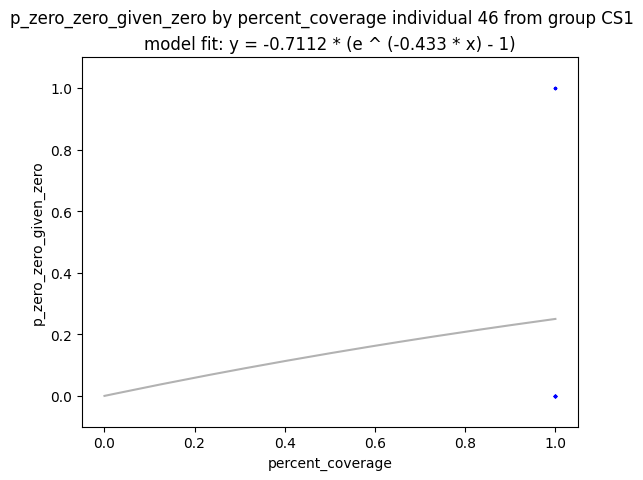 p_zero_zero_given_zero by percent_coverage individual 46 from group CS1
model fit: y = -0.7112 * (e ^ (-0.433 * x) - 1)
1.0
0.8
0.6
0.4
0.2
0.0
p_zero_zero_given_zero
0.0 0.2 0.4 0.6 0.8 1.0
percent_coverage